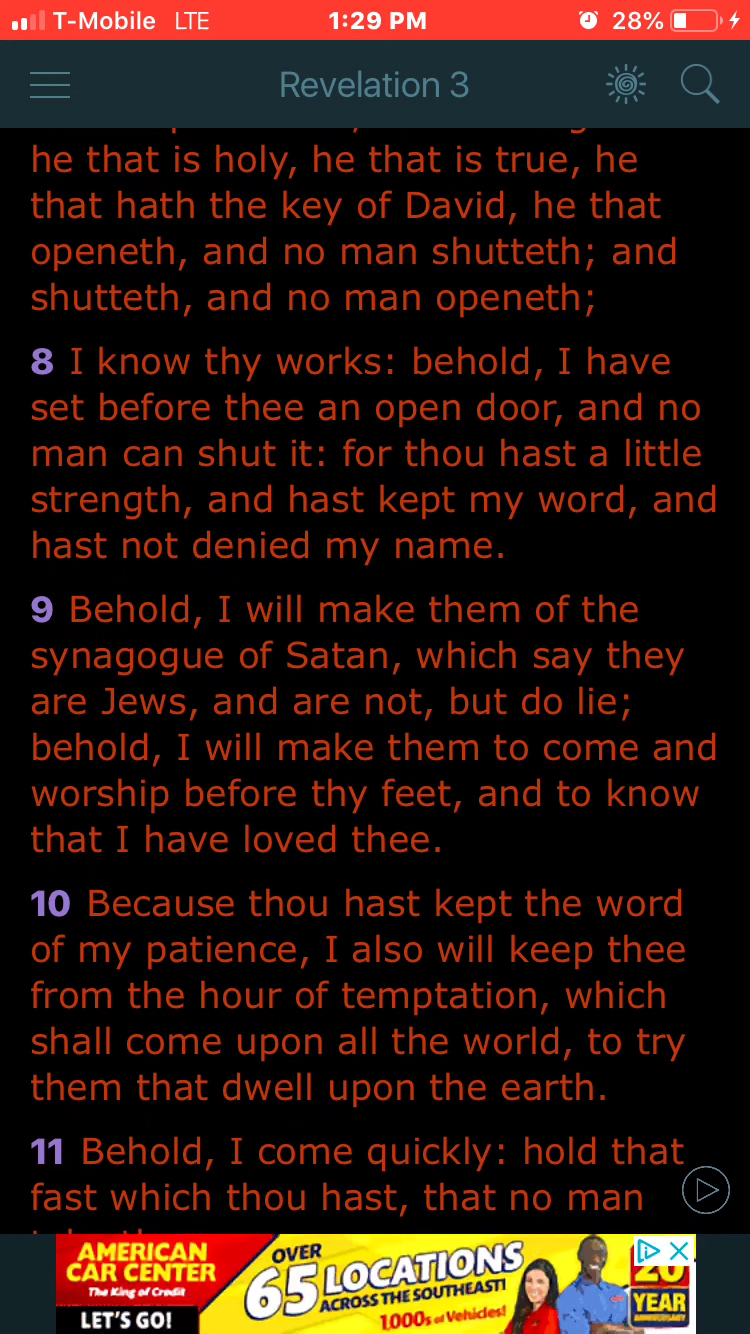 T-Mobile LTE 1:29 PM 28%
Revelation 3
he that is holy, he that is true, he
that hath the key of David, he that
openeth, and no man shutteth; and
shutteth, and no man openeth;
8 I know thy works: behold, I have
set before thee an open door, and no
man can shut it: for thou hast a little
strength, and hast kept my word, and
hast not denied my name.
9 Behold, I will make them of the
synagogue of Satan, which say they
are Jews, and are not, but do lie;
behold, I will make them to come and
worship before thy feet, and to know
that I have loved thee.
10 Because thou hast kept the word
of my patience, I also will keep thee
from the hour of temptation, which
shall come upon all the world, to try
them that dwell upon the earth.
11 Behold, I come quickly: hold that
fast which thou hast, that no man
AMERICAN
CAR CENTER
The King of Credit
LET'S GO!
OVER
65 LOCATIONS
ACROSS THE SOUTHEAST!
1,000s of Vehicles!
20
YEAR
ANNIVERSARY